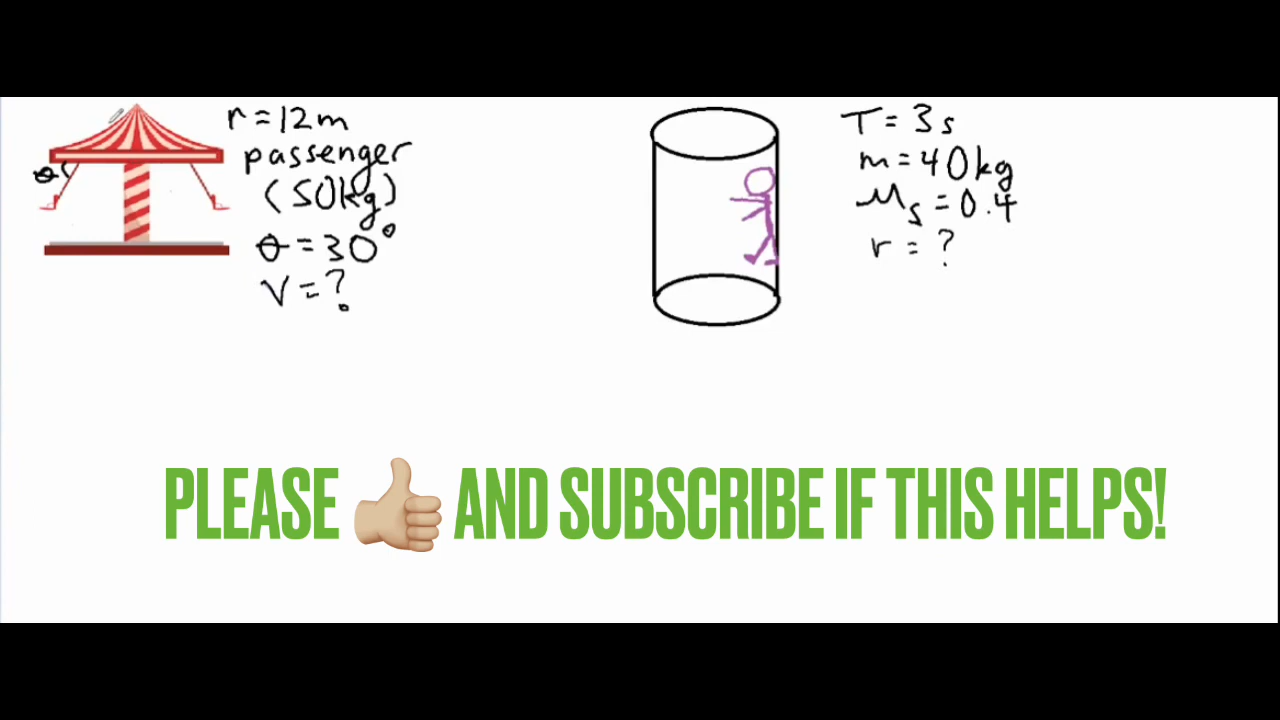 r = 12m
passenger
(50kg)
θ = 30°
V = ?
θ
T = 3s
m = 40kg
μs = 0.4
r = ?
PLEASE 👍🏼 AND SUBSCRIBE IF THIS HELPS!